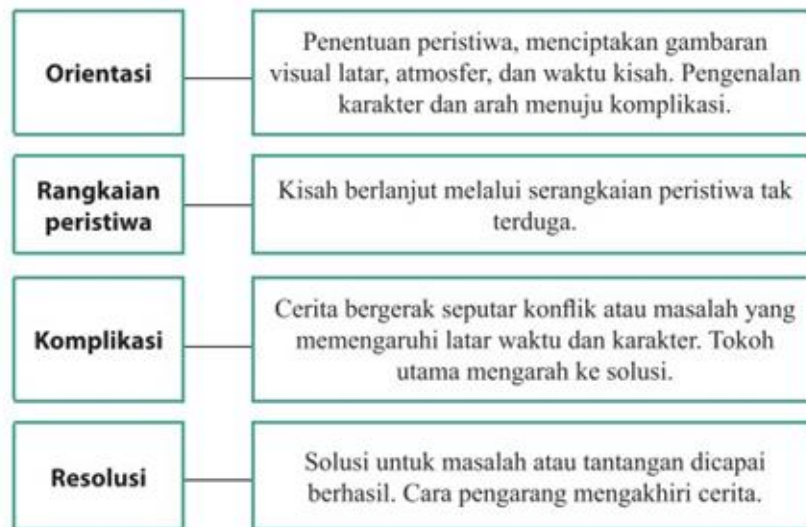 Orientasi
Penentuan peristiwa, menciptakan gambaran
visual latar, atmosfer, dan waktu kisah. Pengenalan
karakter dan arah menuju komplikasi.
Rangkaian
peristiwa
Kisah berlanjut melalui serangkaian peristiwa tak
terduga.
Komplikasi
Cerita bergerak seputar konflik atau masalah yang
memengaruhi latar waktu dan karakter. Tokoh
utama mengarah ke solusi.
Resolusi
Solusi untuk masalah atau tantangan dicapai
berhasil. Cara pengarang mengakhiri cerita.